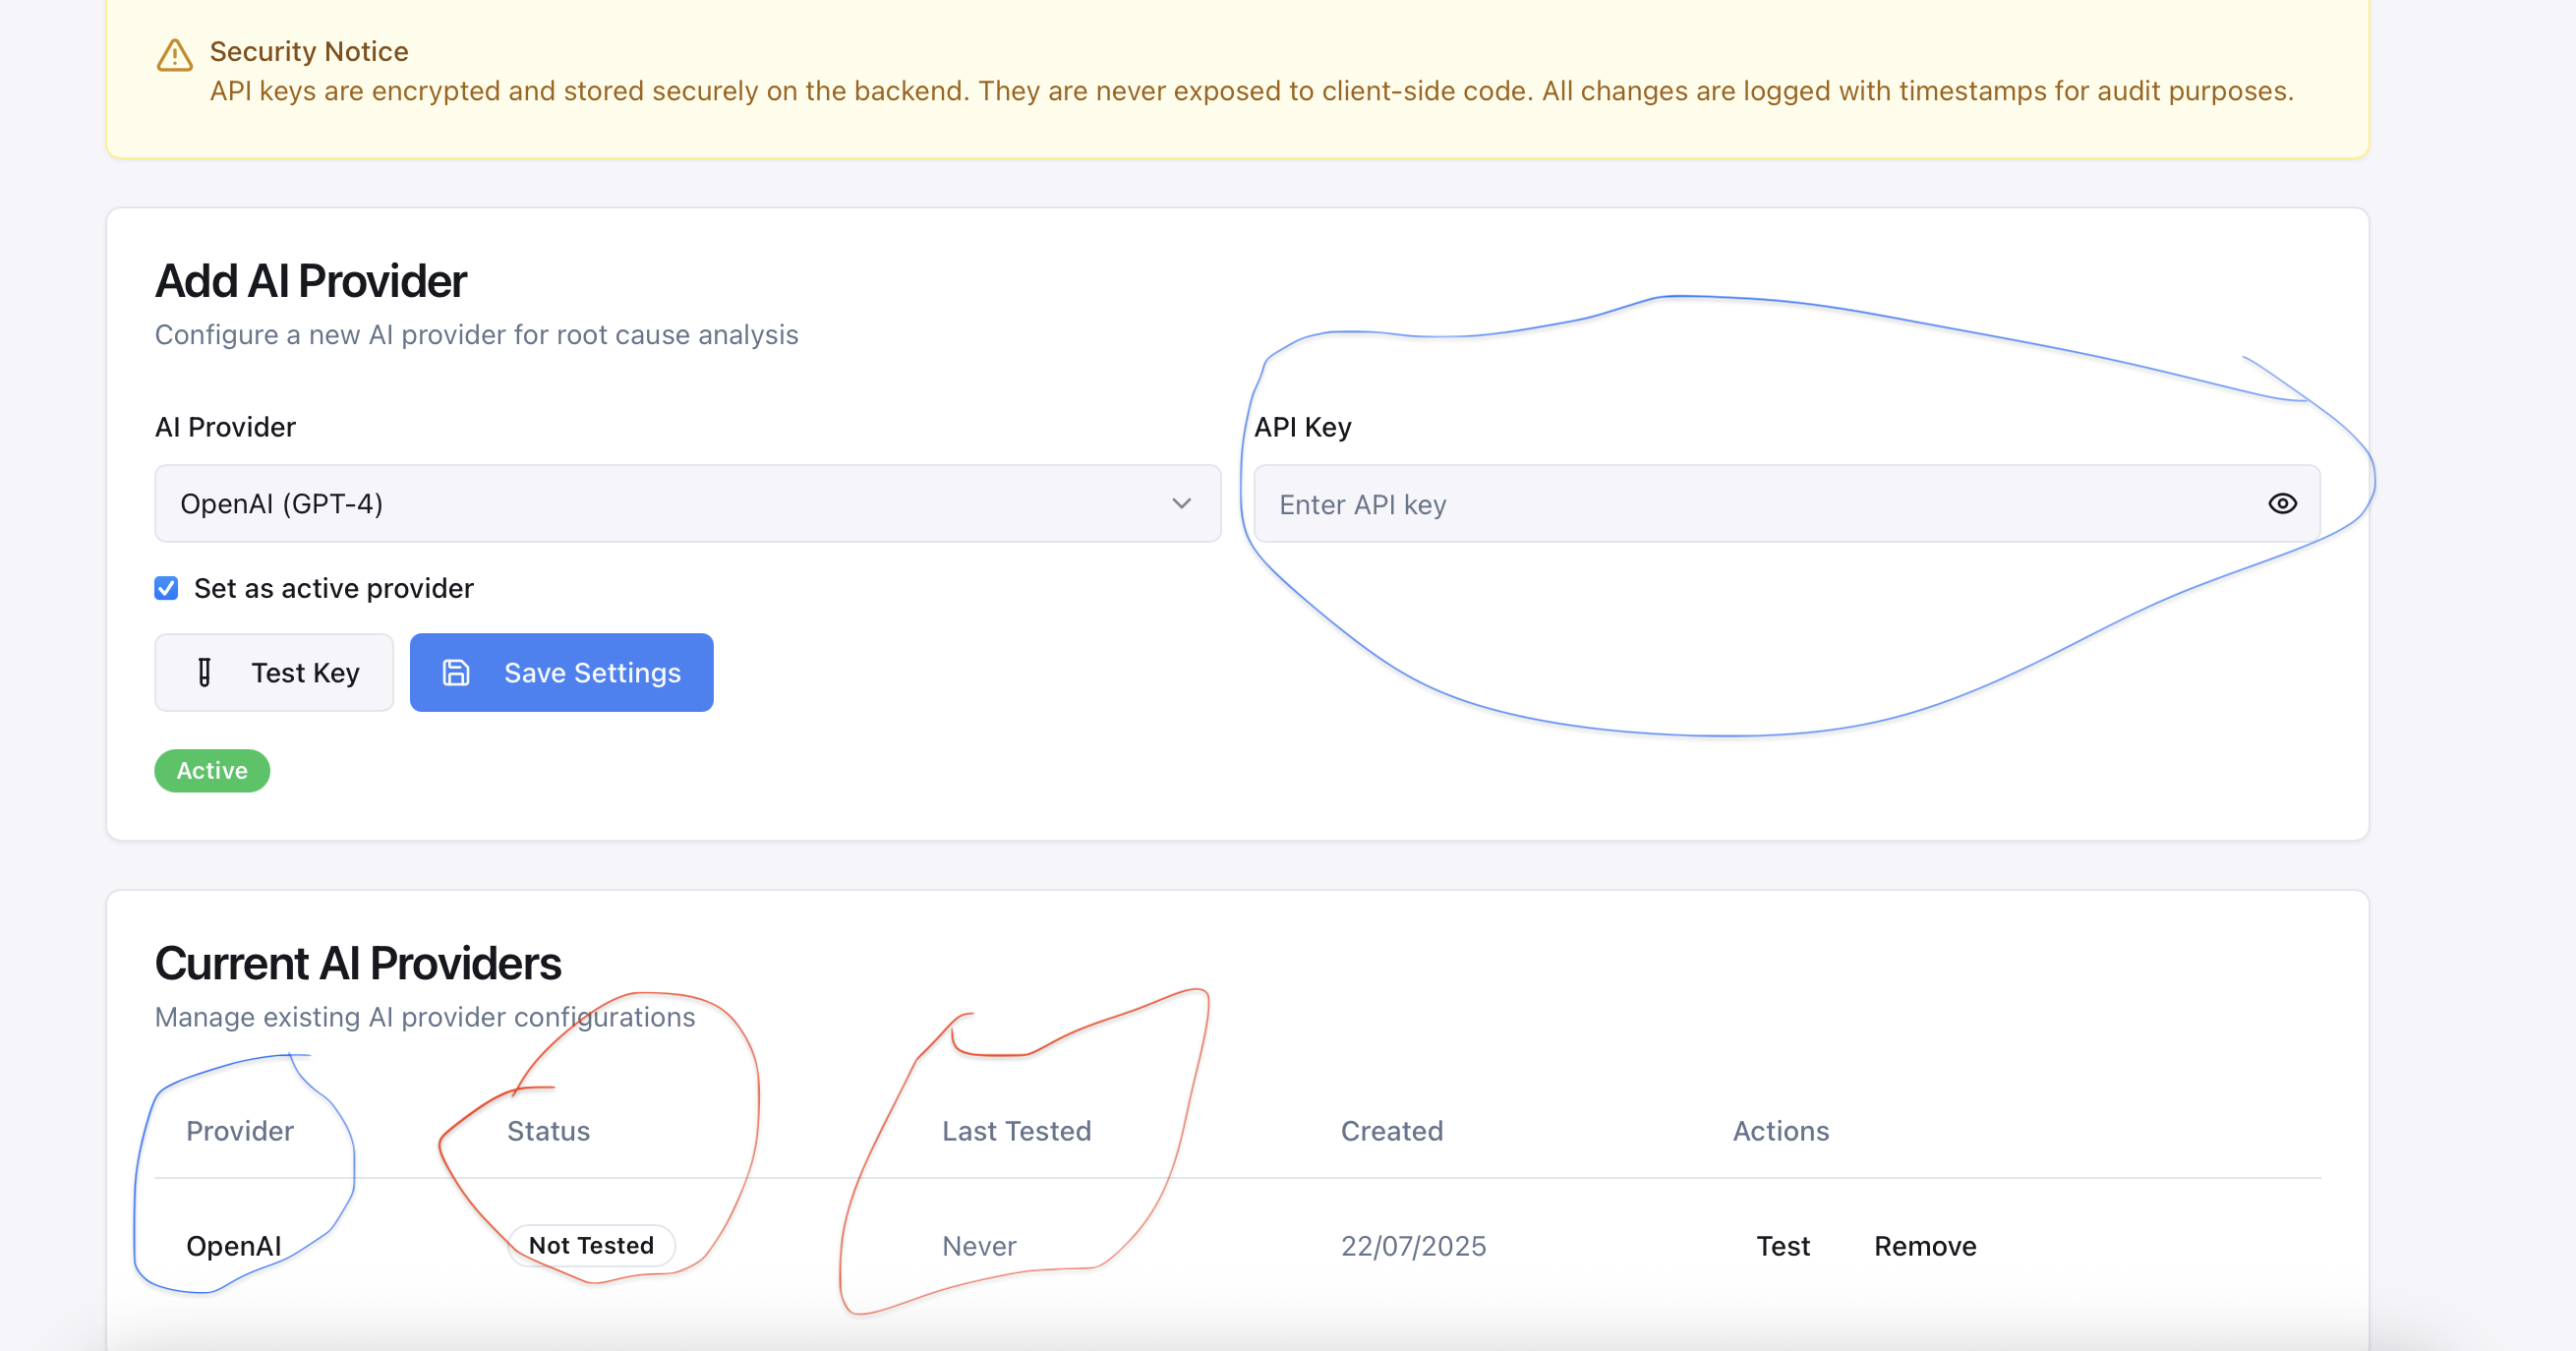 Security Notice
API keys are encrypted and stored securely on the backend. They are never exposed to client-side code. All changes are logged with timestamps for audit purposes.
Add AI Provider
Configure a new AI provider for root cause analysis
AI Provider
API Key
OpenAI (GPT-4)
Enter API key
Set as active provider
Test Key
Save Settings
Active
Current AI Providers
Manage existing AI provider configurations
Provider Status Last Tested Created Actions
OpenAI Not Tested Never 22/07/2025 Test Remove